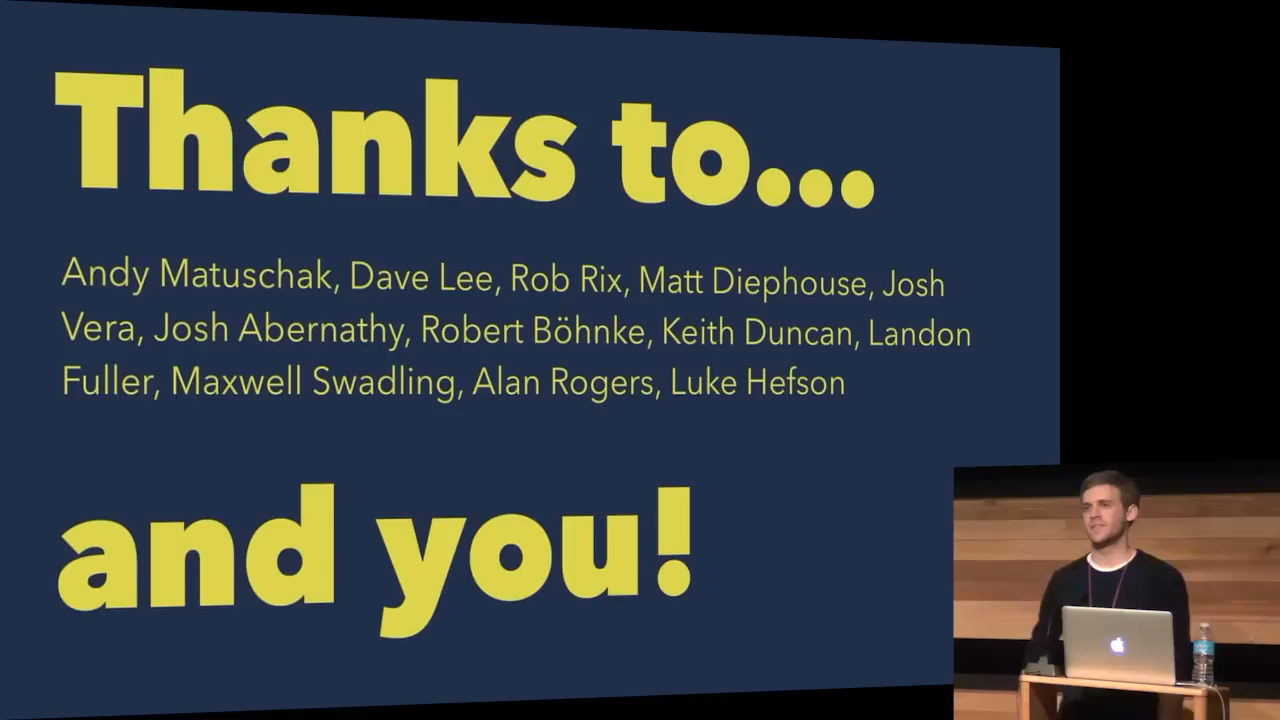 Thanks to...
Andy Matuschak, Dave Lee, Rob Rix, Matt Diephouse, Josh
Vera, Josh Abernathy, Robert Böhnke, Keith Duncan, Landon
Fuller, Maxwell Swadling, Alan Rogers, Luke Hefson
and you!